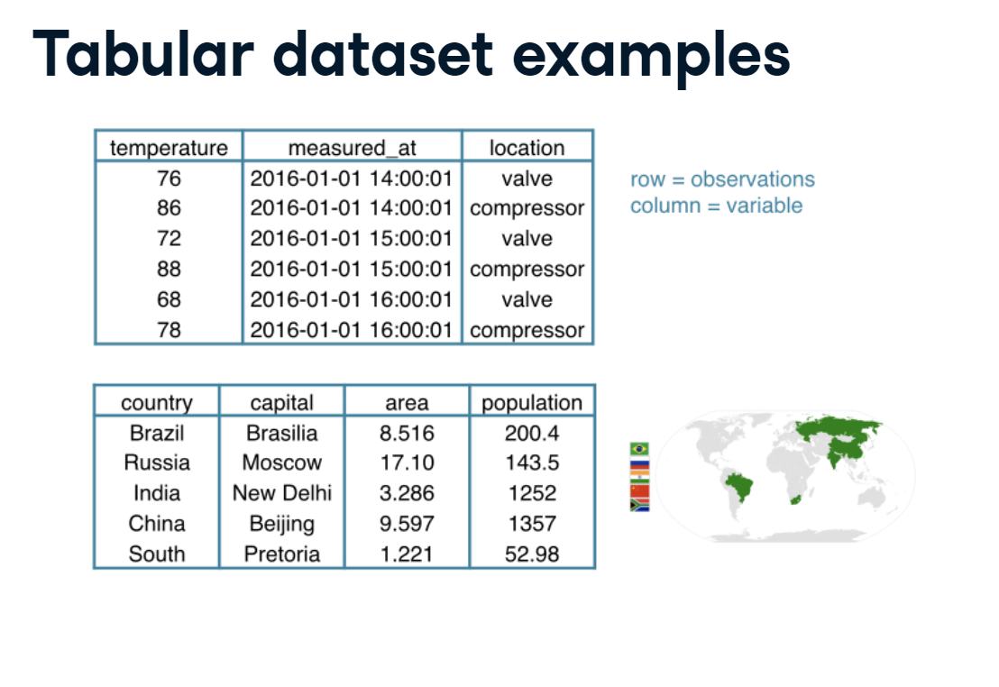 Tabular dataset examples
temperature measured_at location
76 2016-01-01 14:00:01 valve
86 2016-01-01 14:00:01 compressor
72 2016-01-01 15:00:01 valve
88 2016-01-01 15:00:01 compressor
68 2016-01-01 16:00:01 valve
78 2016-01-01 16:00:01 compressor
row = observations
column = variable
country capital area population
Brazil Brasilia 8.516 200.4
Russia Moscow 17.10 143.5
India New Delhi 3.286 1252
China Beijing 9.597 1357
South Pretoria 1.221 52.98